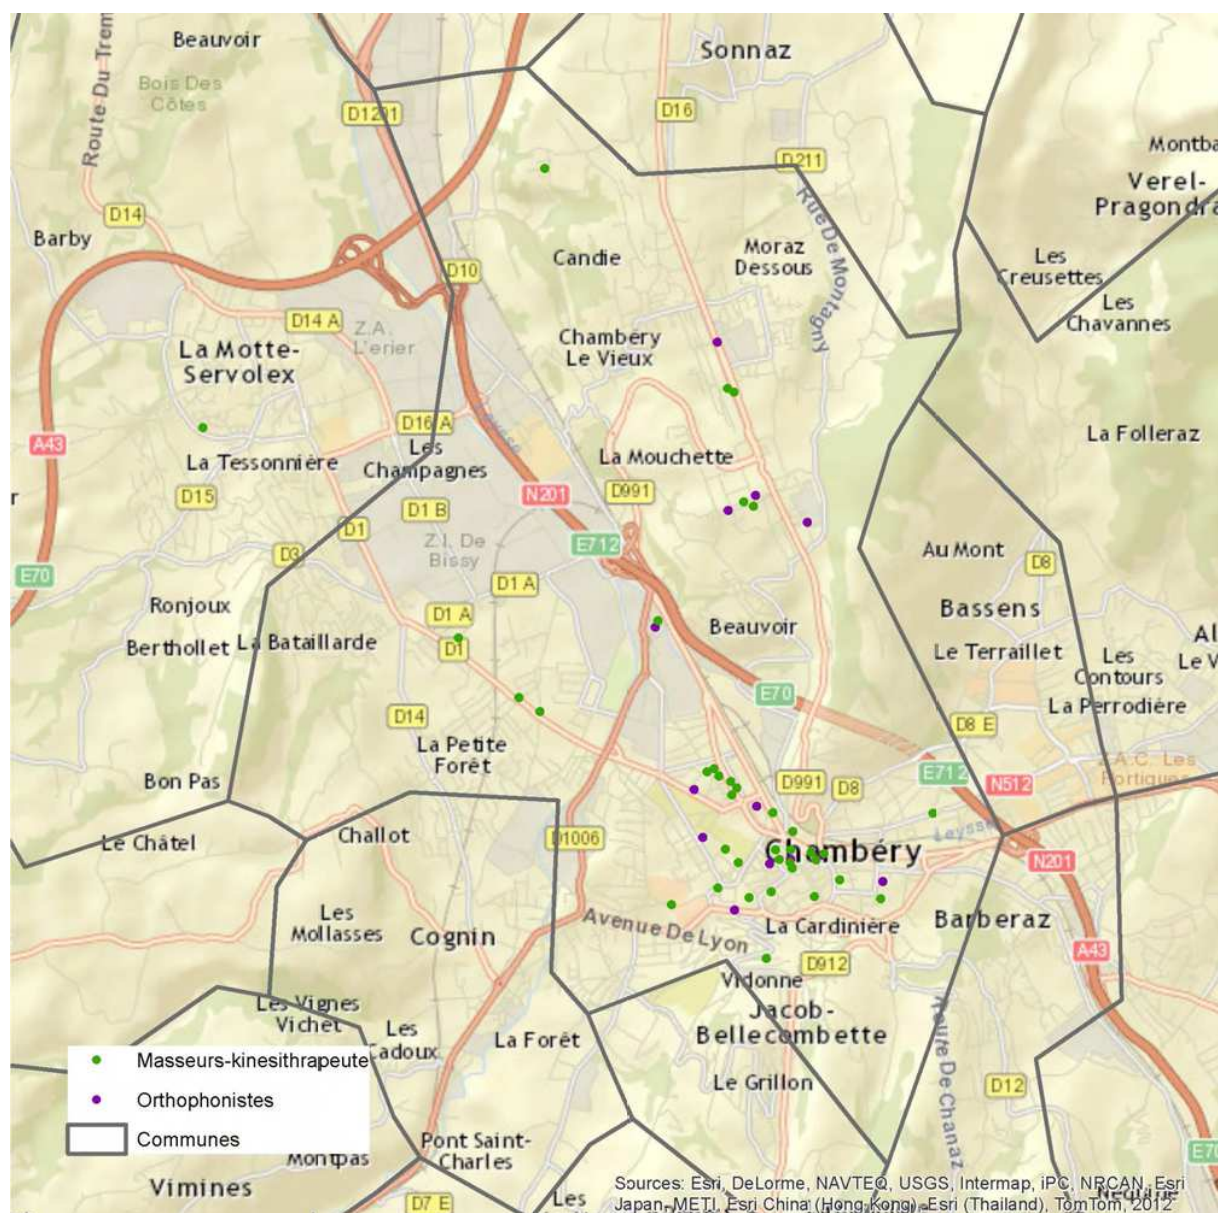 Beauvoir
Sonnaz
Bois Des
Côtes
Route Du Trem
D1201
D16
D211
Montba
Verel-
Pragondra
D14
Barby
Rue De Montagny
Moraz
Dessous
Candie
D10
Les
Creusettes
Les
Chavannes
D14 A
Z.A.
L'erier
La Motte-
Servolex
Chambéry
Le Vieux
D16 A
Leysse
A43
La Folleraz
Les
Champagnes
La Tessonnière
La Mouchette
D15
N201
D991
D1 B
D1
Z.I. De
Bissy
E712
Au Mont
D8
D3
E70
D1 A
Ronjoux
D1 A
Bassens
Beauvoir
Al
Berthollet
La Bataillarde
D1
Le Terraillet
Les
Contours
Le V
E70
La Perrodière
D14
D8 E
La Petite
Forêt
Z.A.C. Les
Portiques
Bon Pas
D991
D8
E712
N512
Le Châtel
Challot
D1006
Leysse
Chambéry
N201
Les
Mollasses
Cognin
Avenue De Lyon
La Cardinière
Barberaz
A43
D912
Vidonne
Les Vignes
Vichet
Jacob-
Bellecombette
Les
Cadoux
La Forêt
Route De Chanaz
Le Grillon
D12
Masseurs-kinesithrapeute
Orthophonistes
Communes
Pont Saint-
Charles
Montpas
E70
Vimines
D7 E
Les
Sources: Esri, DeLorme, NAVTEQ, USGS, Intermap, iPC, NRCAN, Esri
Japan, METI, Esri China (Hong Kong), Esri (Thailand), TomTom, 2012